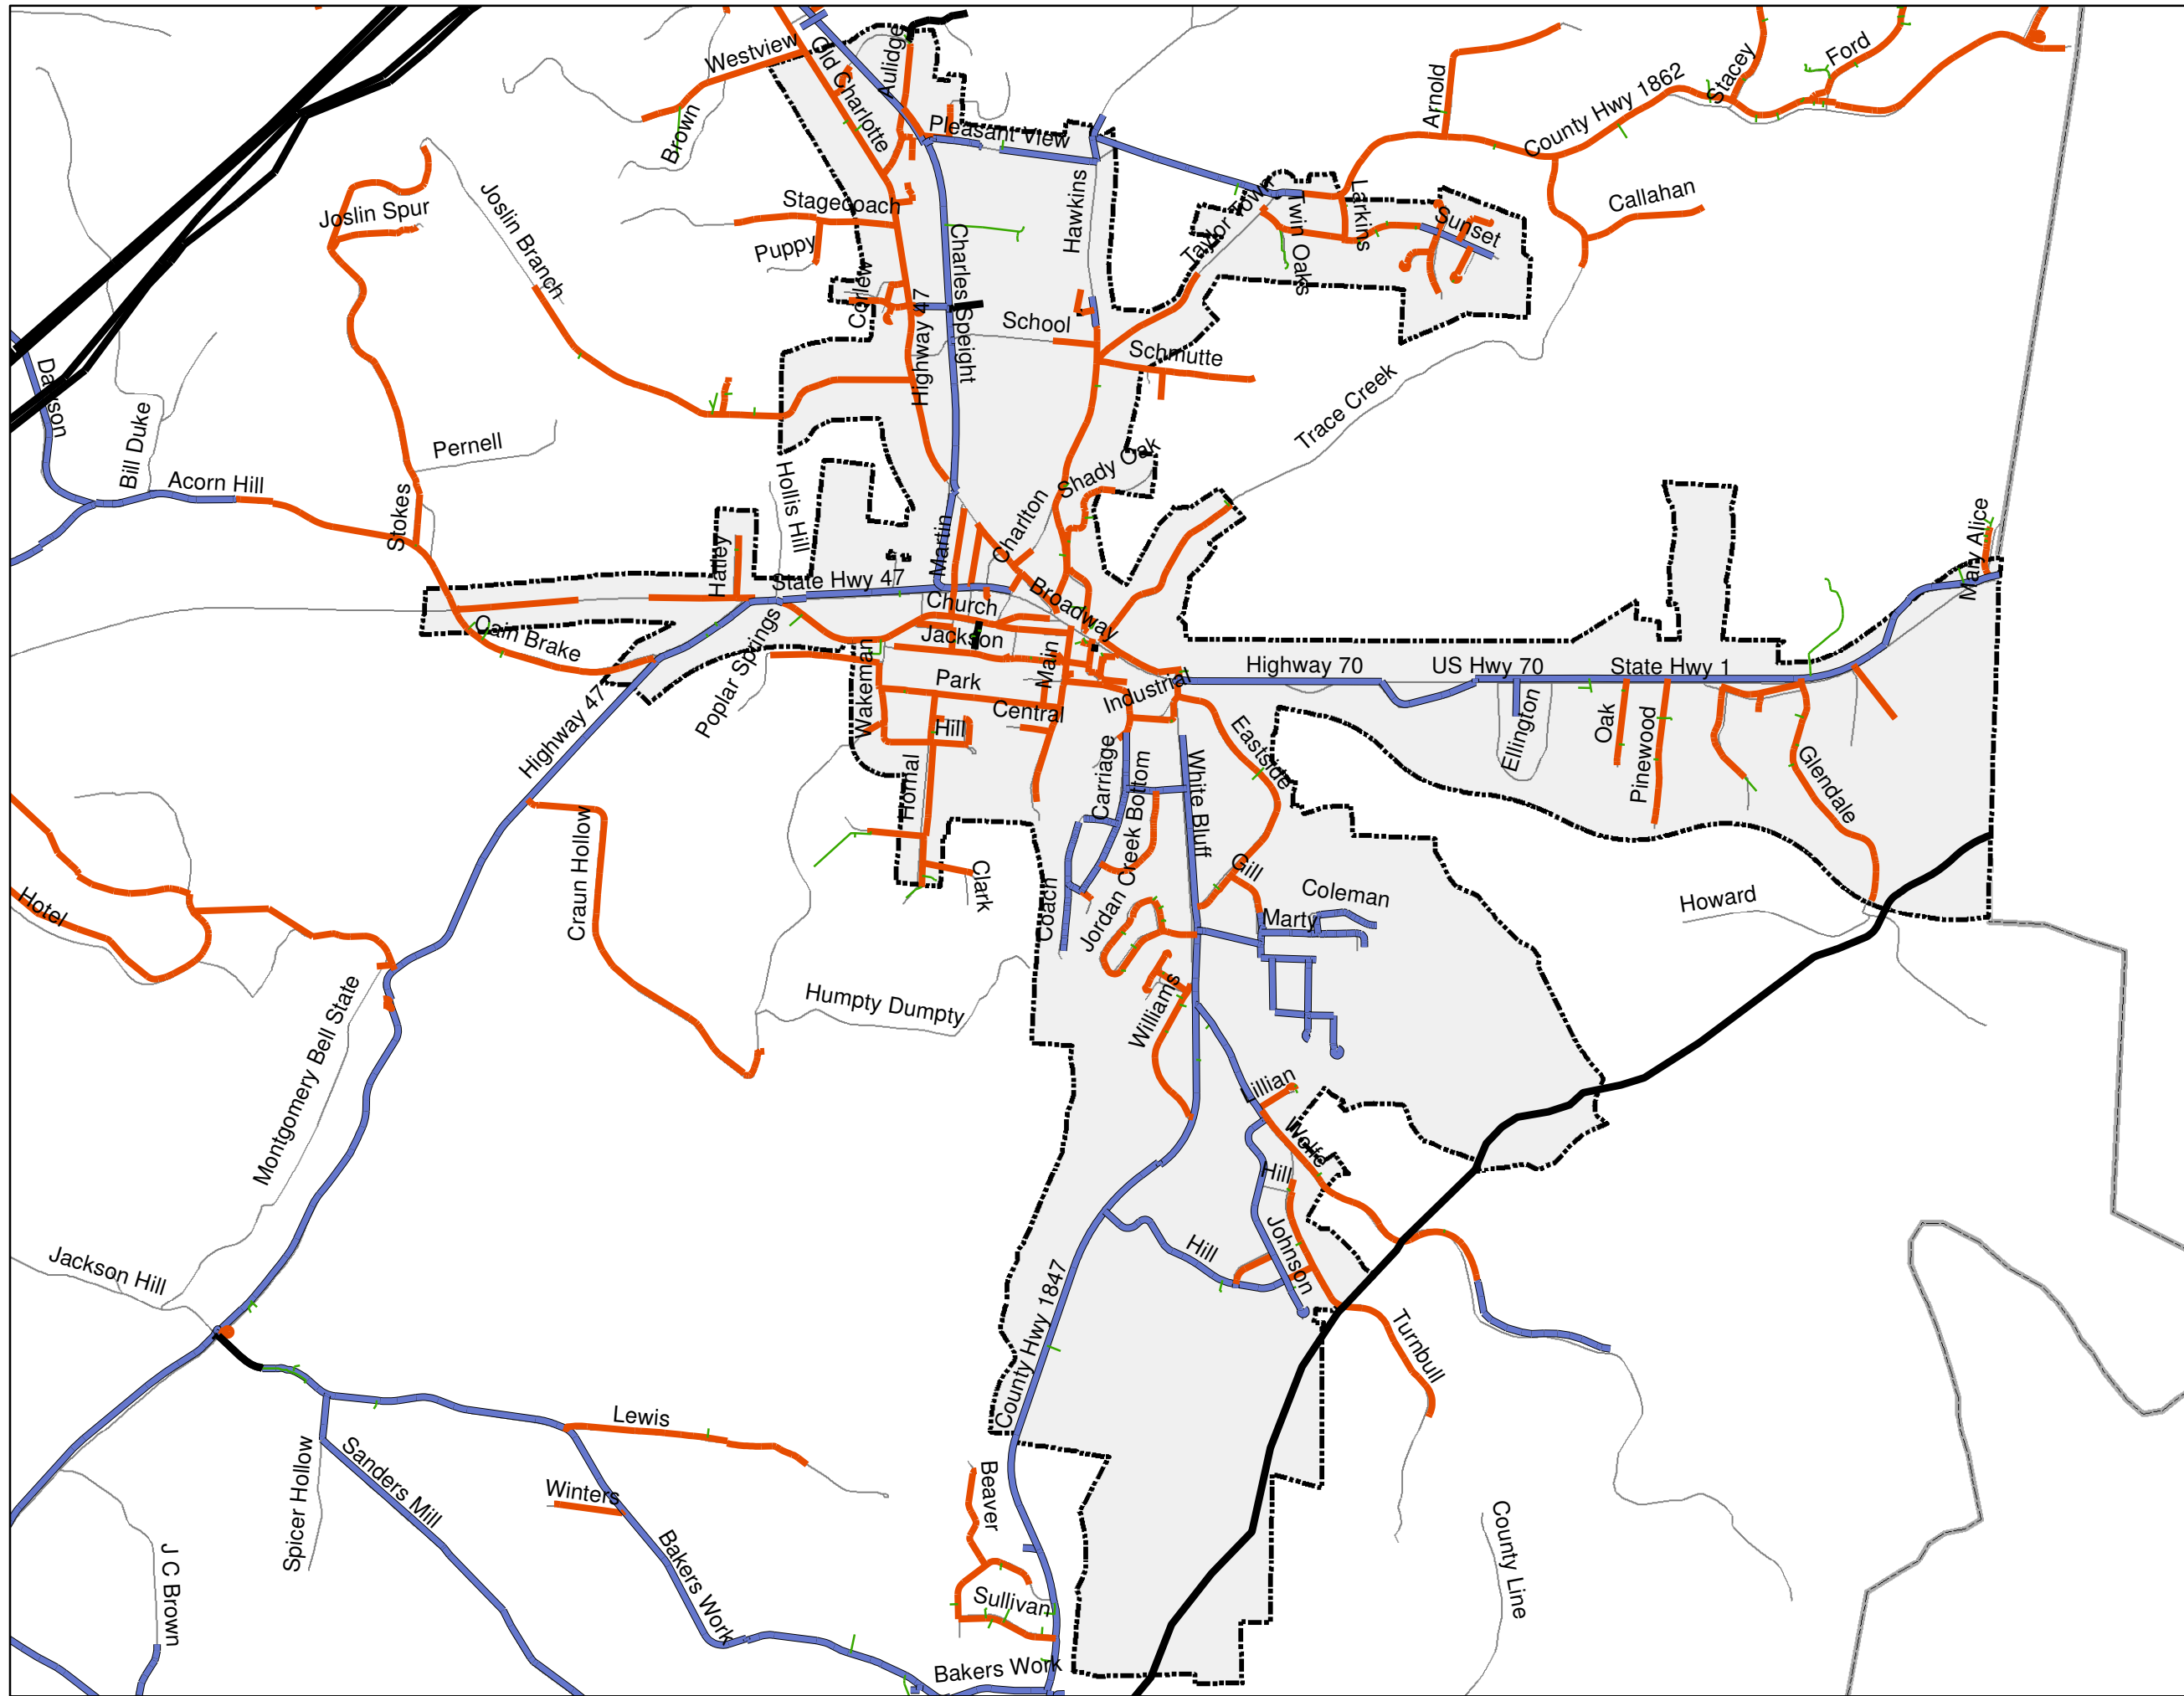 Westview
Old Charlotte
Aulidge
Brown
Pleasant View
Arnold
County Hwy 1862
Stacey
Ford
Joslin Spur
Joslin Branch
Stagecoach
Puppy
Hawkins
Taylor Town
Twin Oaks
Larkins
Sunset
Callahan
Corlew
Highway 47
Charles Speight
School
Schmutte
Trace Creek
Dawson
Bill Duke
Acorn Hill
Pernell
Stokes
Hollis Hill
Shady Oak
Charlton
Martin
Hatley
State Hwy 47
Mary Alice
Cain Brake
Church
Broadway
Jackson
Poplar Springs
Wakeman
Park
Main
Central
Industrial
Highway 70
US Hwy 70
State Hwy 1
Highway 47
Hill
Hornal
Carriage
Jordan Creek Bottom
White Bluff
Eastside
Ellington
Oak
Pinewood
Glendale
Hotel
Craun Hollow
Clark
Coach
Gill
Coleman
Marty
Howard
Montgomery Bell State
Humpty Dumpty
Williams
Lillian
Wolfe
Hill
Hill
Johnson
Jackson Hill
County Hwy 1847
Turnbull
Lewis
Spicer Hollow
Sanders Mill
Winters
Beaver
Sullivan
Bakers Work
Bakers Work
J C Brown
County Line